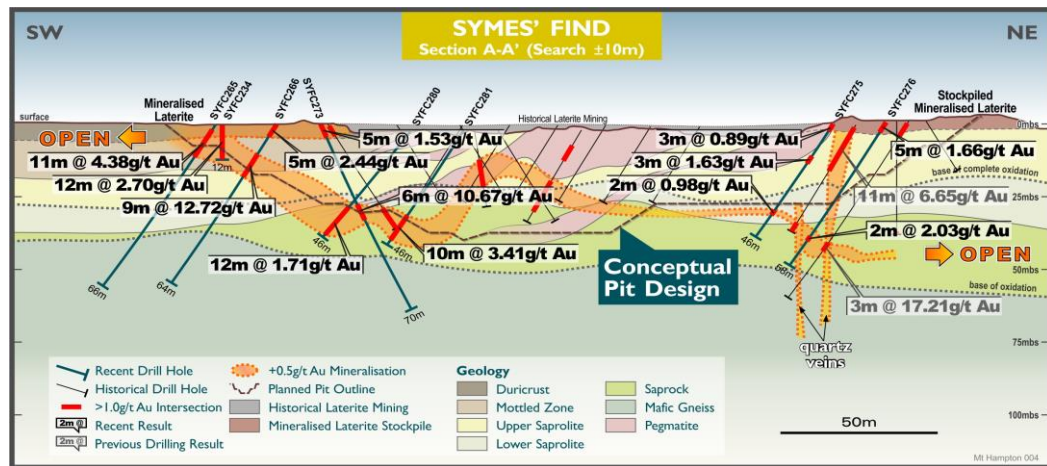 SW
SYMES' FIND
Section A-A' (Search ±10m)
NE
SYFC265
SYFC234
SYFC266
SYFC273
SYFC280
SYFC281
SYFC275
SYFC276
Mineralised
Laterite
Stockpiled
Mineralised Laterite
surface
Historical Laterite Mining
0mbs
OPEN
5m @ 1.53g/t Au
3m @ 0.89g/t Au
11m @ 4.38g/t Au
12m
5m @ 2.44g/t Au
3m @ 1.63g/t Au
5m @ 1.66g/t Au
base of complete oxidation
12m @ 2.70g/t Au
6m @ 10.67g/t Au
2m @ 0.98g/t Au
11m @ 6.65g/t Au
25mbs
9m @ 12.72g/t Au
2m @ 2.03g/t Au
46m
46m
46m
12m @ 1.71g/t Au
10m @ 3.41g/t Au
OPEN
50mbs
66m
64m
70m
68m
Conceptual
Pit Design
base of oxidation
3m @ 17.21g/t Au
quartz
veins
75mbs
100mbs
Recent Drill Hole
Historical Drill Hole
>1.0g/t Au Intersection
2m @
Recent Result
2m @
Previous Drilling Result
+0.5g/t Au Mineralisation
Planned Pit Outline
Historical Laterite Mining
Mineralised Laterite Stockpile
Geology
Duricrust
Mottled Zone
Upper Saprolite
Lower Saprolite
Saprock
Mafic Gneiss
Pegmatite
50m
Mt Hampton 004